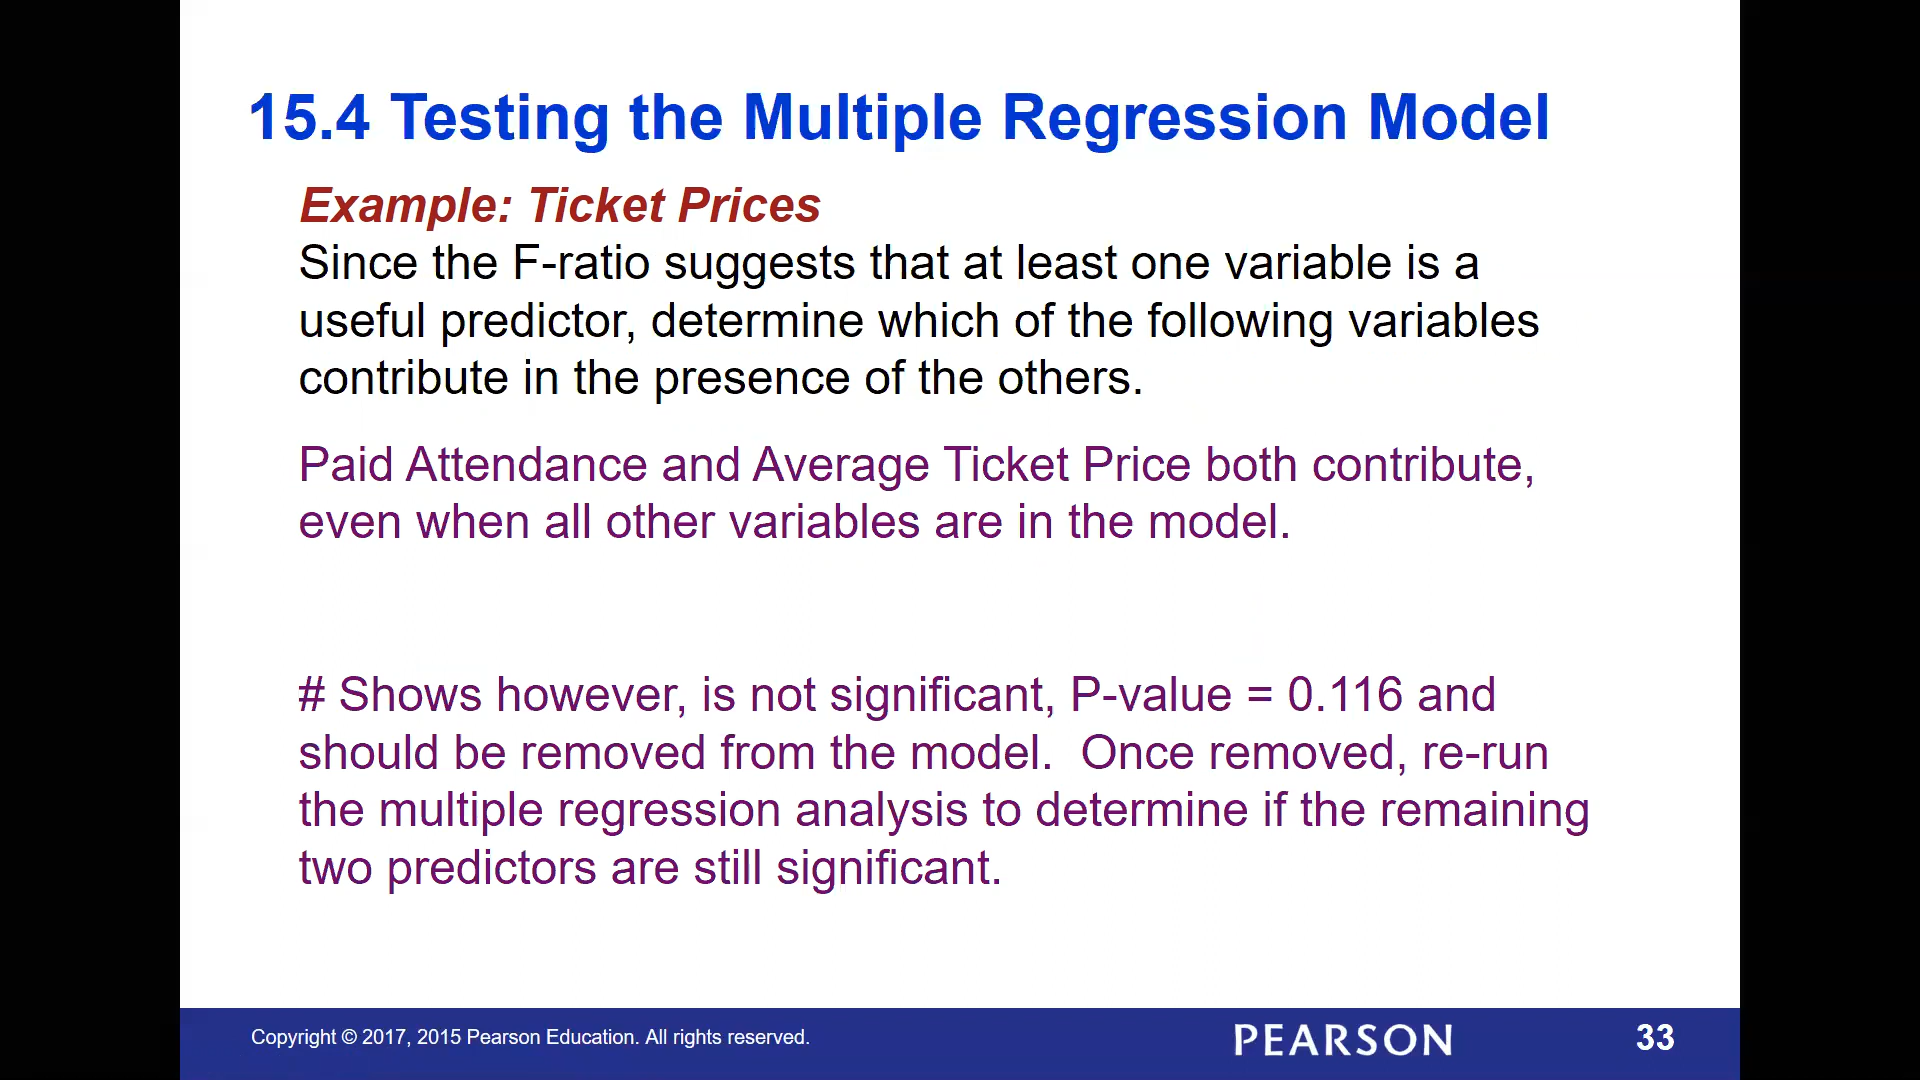 15.4 Testing the Multiple Regression Model
Example: Ticket Prices
Since the F-ratio suggests that at least one variable is a
useful predictor, determine which of the following variables
contribute in the presence of the others.
Paid Attendance and Average Ticket Price both contribute,
even when all other variables are in the model.
# Shows however, is not significant, P-value = 0.116 and
should be removed from the model.  Once removed, re-run
the multiple regression analysis to determine if the remaining
two predictors are still significant.
Copyright © 2017, 2015 Pearson Education. All rights reserved.
PEARSON
33